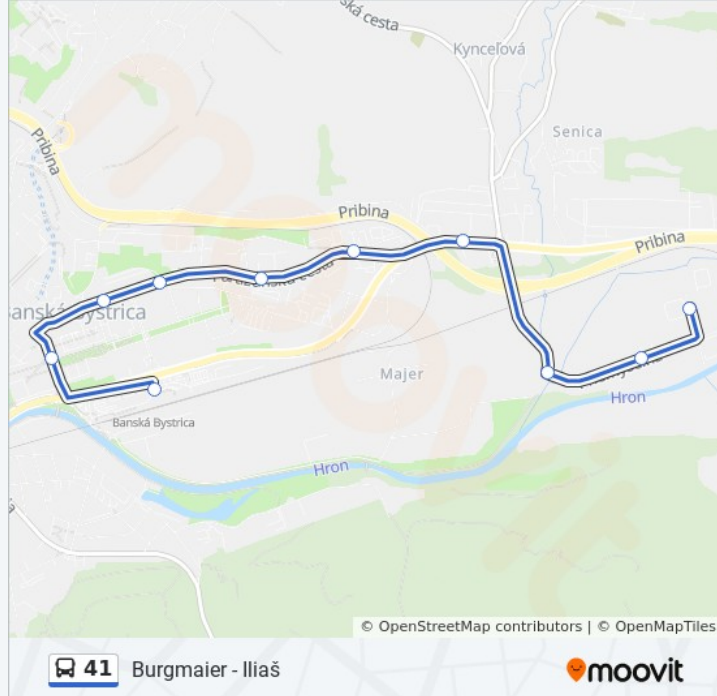 ská cesta
Kynceľová
Senica
Pribina
Pribina
Pribina
Banská Bystrica
Majer
Hron
Banská Bystrica
Hron
© OpenStreetMap contributors | © OpenMapTiles
41 Burgmaier - Iliaš
moovit